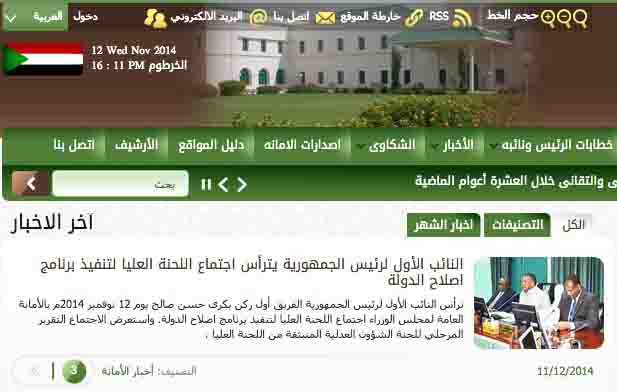 حجم الخط RSS خارطة الموقع اتصل بنا البريد الالكتروني دخول العربية
12 Wed Nov 2014
الخرطوم 16 : 11 PM
خطابات الرئيس ونائبه الأخبار الشكاوى اصدارات الامانه دليل المواقع الأرشيف اتصل بنا
ى والتقانى خلال العشرة أعوام الماضية
بحث
الكل التصنيفات اخبار الشهر
اخر الاخبار
النائب الأول لرئيس الجمهورية يترأس اجتماع اللحنة العليا لتنفيذ برنامج
اصلاح الدولة
ترأس النائب الأول لرئيس الجمهورية الفريق أول ركن بكرى حسن صالح يوم 12 نوفمبر 2014م بالأمانة
العامة لمجلس الوزراء اجتماع اللحنة العليا لتنفيذ برنامج اصلاح الدولة. واستعرض الاجتماع التقرير
المرحلي للجنة الشؤون العدلية المنبثقة من اللحنة العليا .
11/12/2014
التصنيف: أخبار الأمانة
3